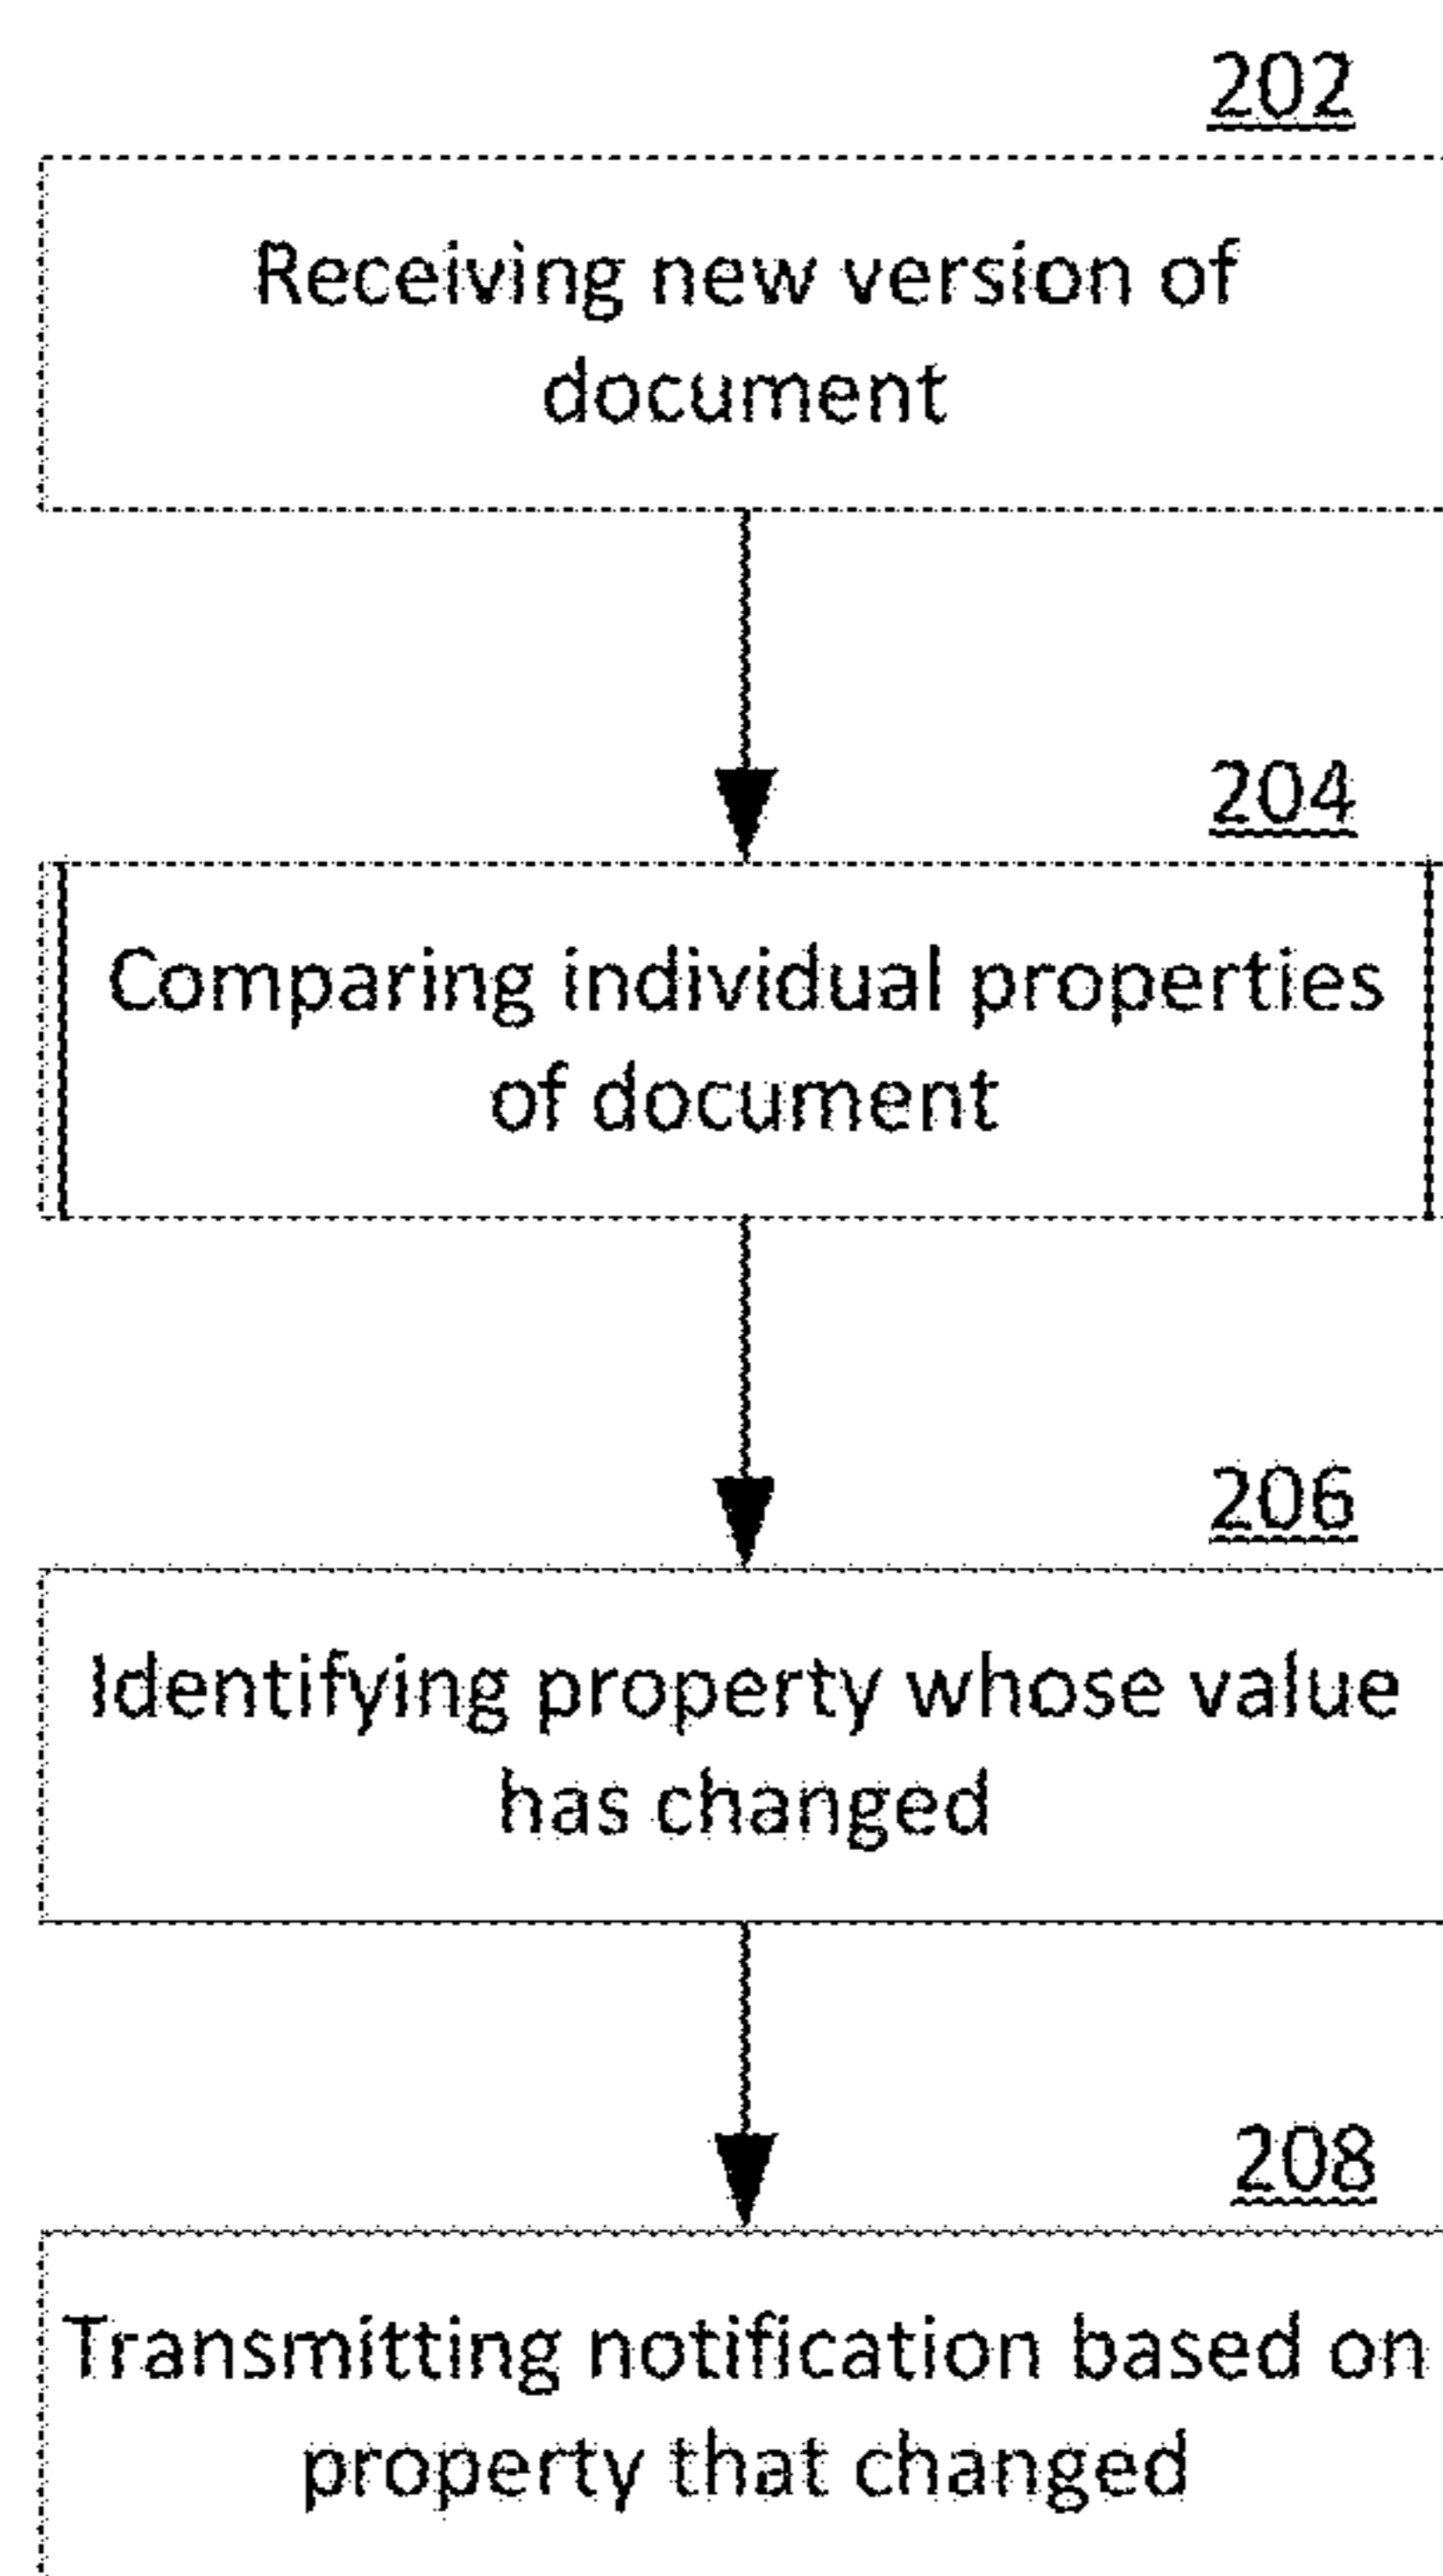 202
Receiving new version of
document
204
Comparing individual properties
of document
206
Identifying property whose value
has changed
208
Transmitting notification based on
property that changed